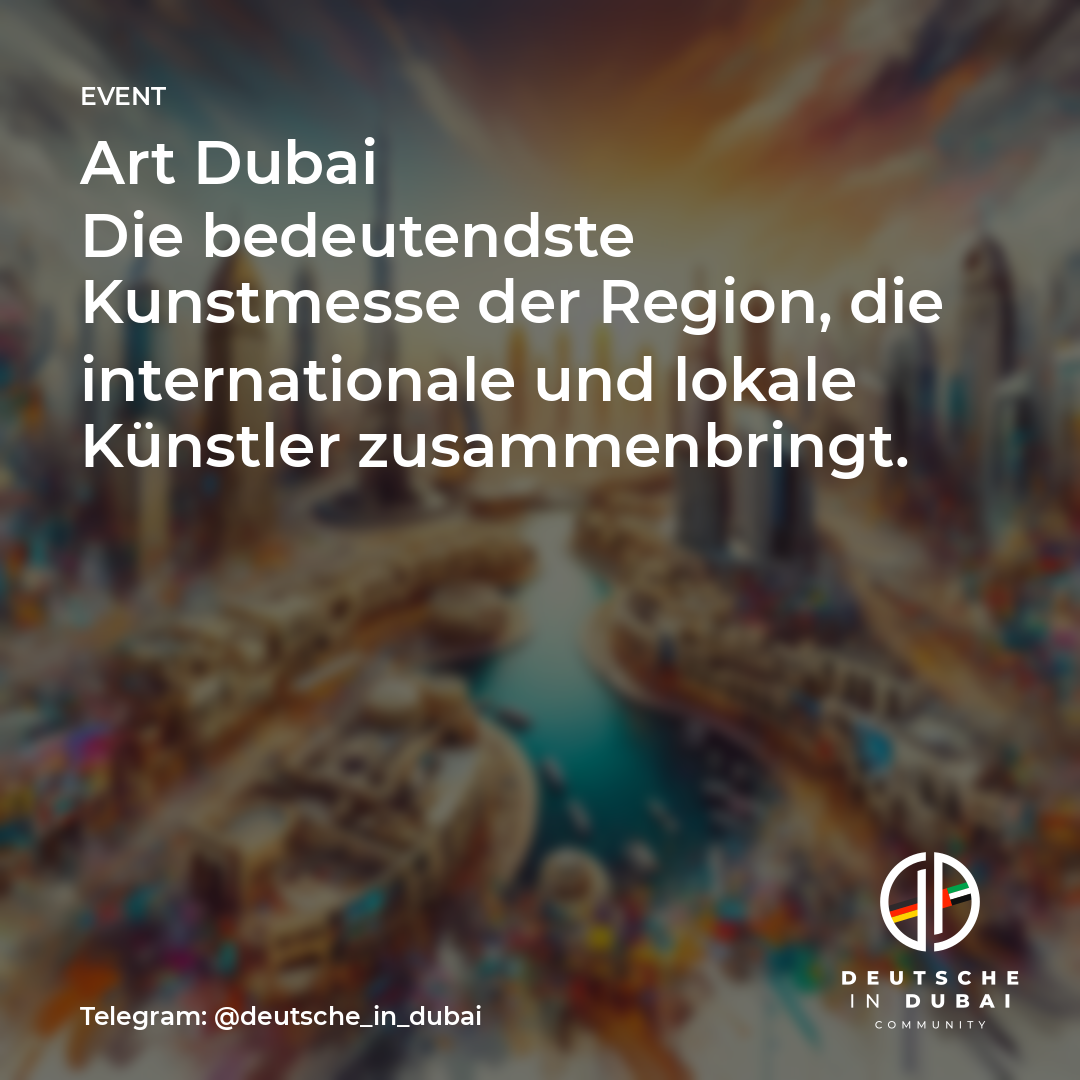 EVENT
Art Dubai
Die bedeutendste
Kunstmesse der Region, die
internationale und lokale
Künstler zusammenbringt.
DEUTSCHE
IN DUBAI
COMMUNITY
Telegram: @deutsche_in_dubai